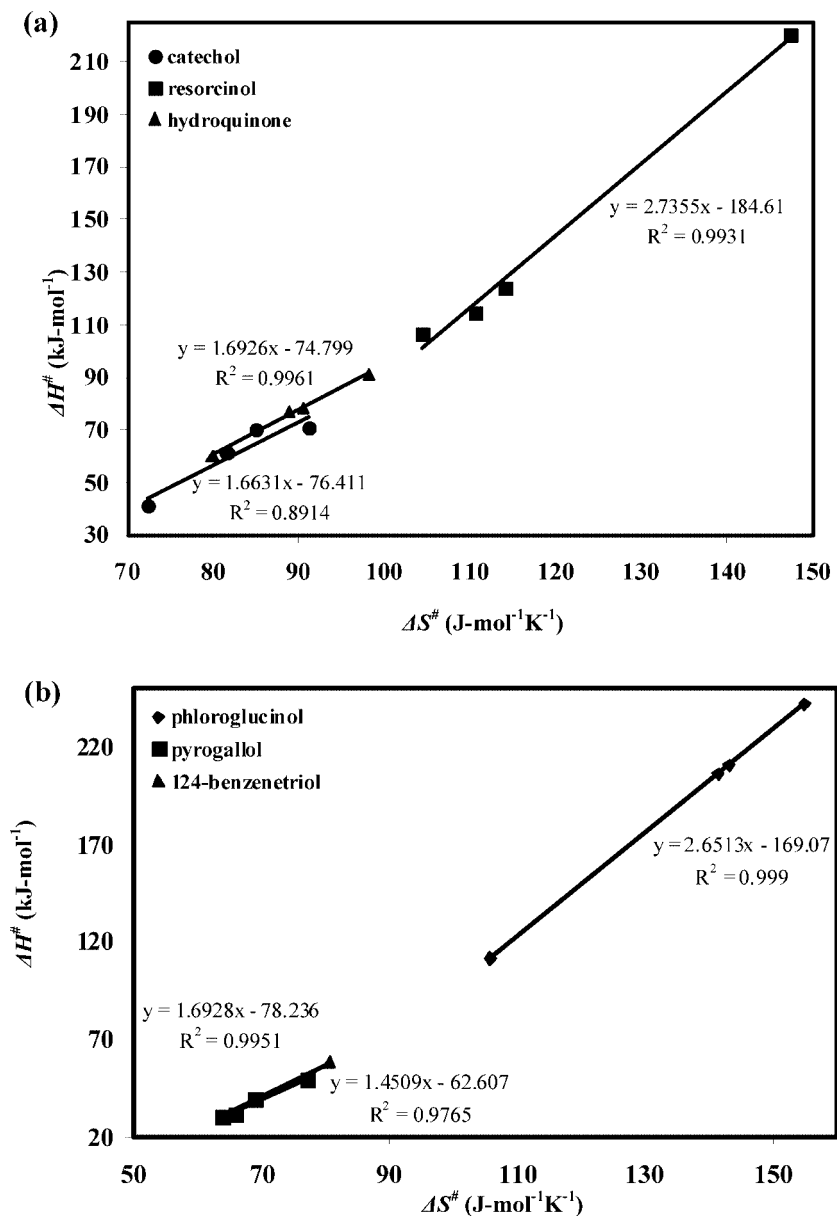 (a)
catechol
resorcinol
hydroquinone
210
190
170
150
130
110
90
70
50
30
y = 2.7355x - 184.61
R² = 0.9931
y = 1.6926x - 74.799
R² = 0.9961
y = 1.6631x - 76.411
R² = 0.8914
ΔH# (kJ-mol⁻¹)
70 80 90 100 110 120 130 140 150
ΔS# (J-mol⁻¹K⁻¹)
(b)
phloroglucinol
pyrogallol
124-benzenetriol
220
170
120
70
20
y = 2.6513x - 169.07
R² = 0.999
y = 1.6928x - 78.236
R² = 0.9951
y = 1.4509x - 62.607
R² = 0.9765
ΔH# (kJ-mol⁻¹)
50 70 90 110 130 150
ΔS# (J-mol⁻¹K⁻¹)